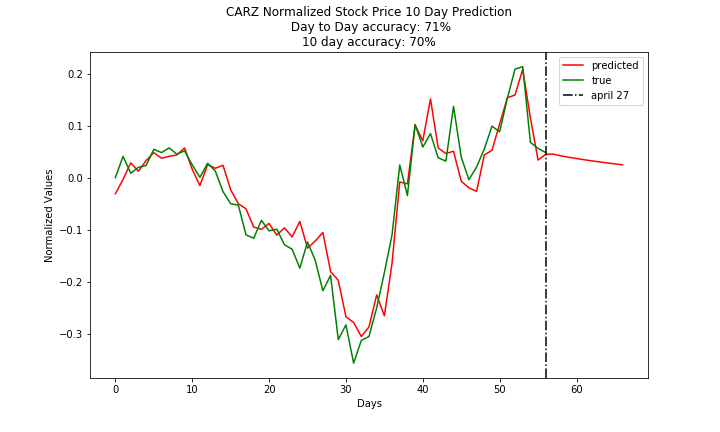 CARZ Normalized Stock Price 10 Day Prediction
Day to Day accuracy: 71%
10 day accuracy: 70%
predicted
true
april 27
Normalized Values
0.2
0.1
0.0
−0.1
−0.2
−0.3
0 10 20 30 40 50 60
Days